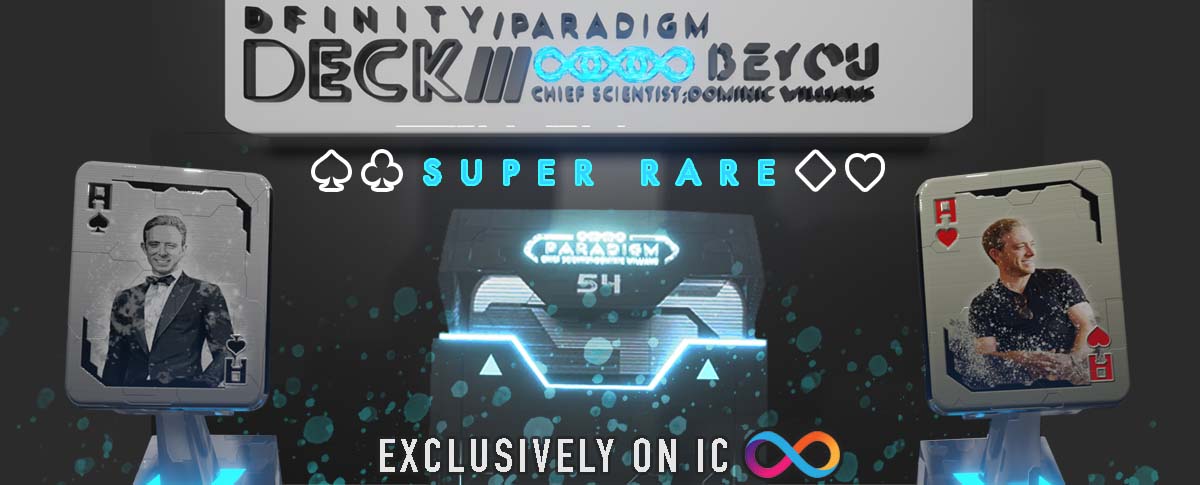 DFINITY/PARADIGM
DECK/// BEYOU
CHIEF SCIENTIST;DOMINIC WILLIAMS
SUPER RARE
A
A
PARADIGM
54
A
A
EXCLUSIVELY ON IC